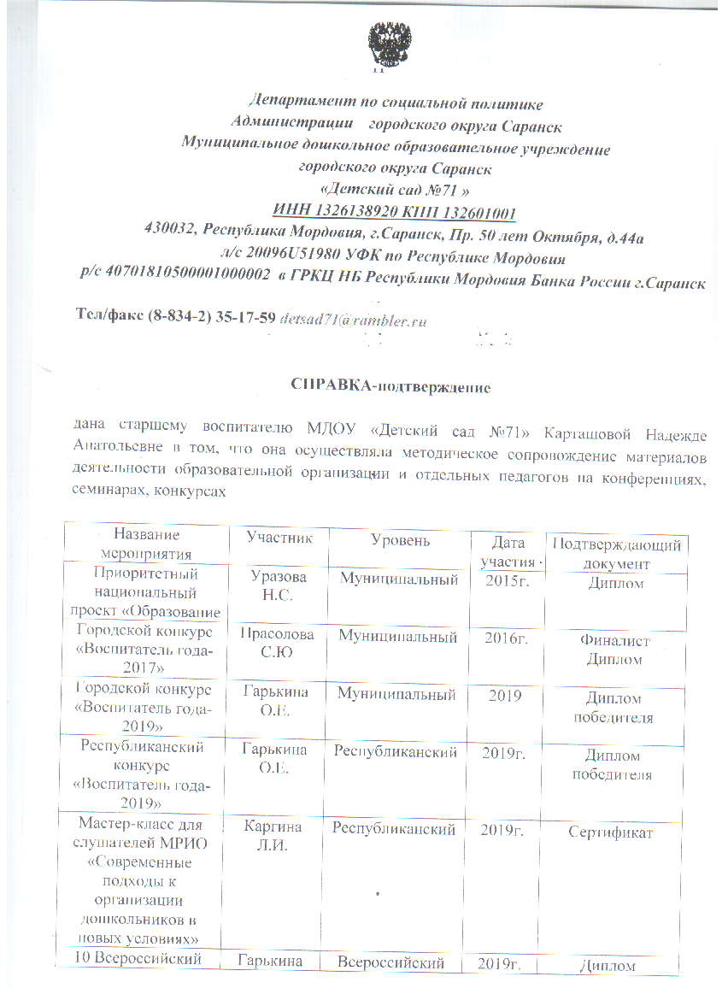 Департамент по социальной политике
Администрации городского округа Саранск
Муниципальное дошкольное образовательное учреждение
городского округа Саранск
«Детский сад №71 »
ИНН 1326138920 КПП 132601001
430032, Республика Мордовия, г.Саранск, Пр. 50 лет Октября, д.44а
л/с 20096U51980 УФК по Республике Мордовия
р/с 40701810500001000002 в ГРКЦ НБ Республики Мордовия Банка России г.Саранск
Тел/факс (8-834-2) 35-17-59 detsad71@rambler.ru
СПРАВКА-подтверждение
дана старшему воспитателю МДОУ «Детский сад №71» Карташовой Надежде
Анатольевне в том, что она осуществляла методическое сопровождение материалов
деятельности образовательной организации и отдельных педагогов на конференциях,
семинарах, конкурсах
Название Участник Уровень Дата Подтверждающий
мероприятия участия документ
Приоритетный Уразова Муниципальный 2015г. Диплом
национальный Н.С.
проект «Образование
Городской конкурс Прасолова Муниципальный 2016г. Финалист
«Воспитатель года- С.Ю Диплом
2017»
Городской конкурс Гарькина Муниципальный 2019 Диплом
«Воспитатель года- О.Е. победителя
2019»
Республиканский Гарькина Республиканский 2019г. Диплом
конкурс О.Е. победителя
«Воспитатель года-
2019»
Мастер-класс для Каргина Республиканский 2019г. Сертификат
слушателей МРИО Л.И.
«Современные
подходы к
организации
дошкольников в
новых условиях»
10 Всероссийский Гарькина Всероссийский 2019г. Диплом